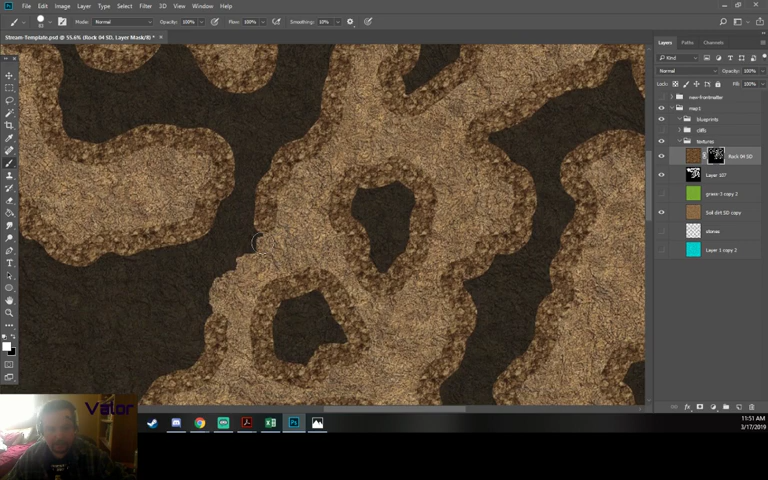 File Edit Image Layer Type Select Filter 3D View Window Help
Mode: Normal Opacity: 100% Flow: 100% Smoothing: 10%
Stream-Template.psd @ 55.6% (Rock 04 SD, Layer Mask/8) *
Layers Paths Channels
Kind
Normal Opacity: 100%
Lock: Fill: 100%
map1
blueprints
cliffs
textures
Rock 04 SD
Layer 107
grass-3 copy 2
Soil dirt SD copy
stones
Layer 1 copy 2
Valor
11:51 AM
3/17/2019